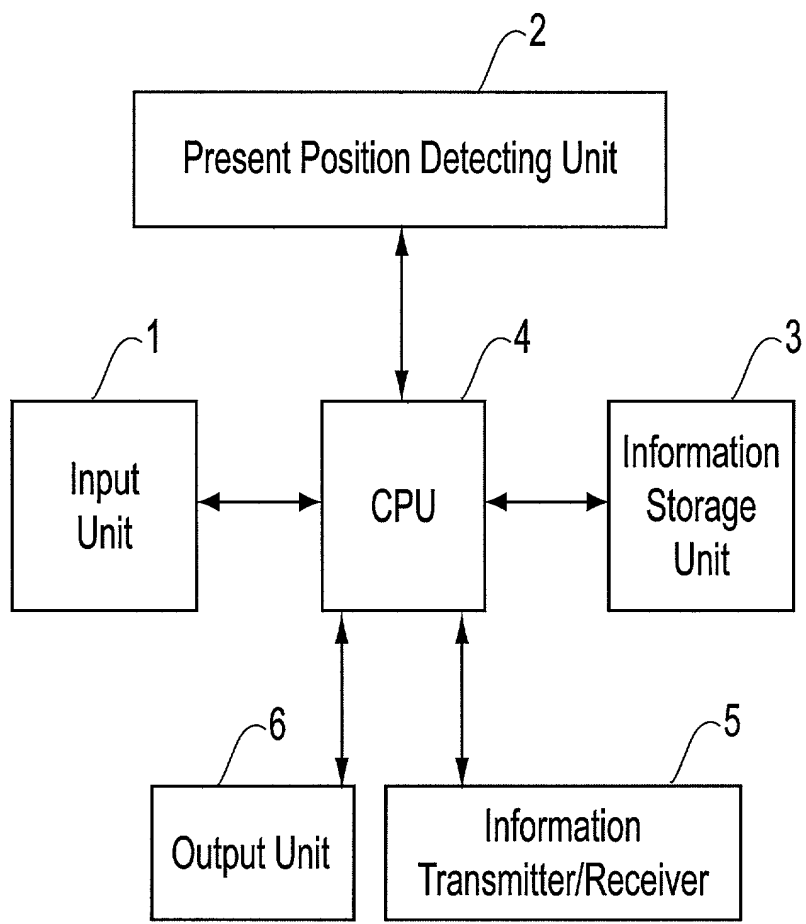 2
Present Position Detecting Unit
1
4
3
Input
Unit
CPU
Information
Storage
Unit
6
5
Output Unit
Information
Transmitter/Receiver